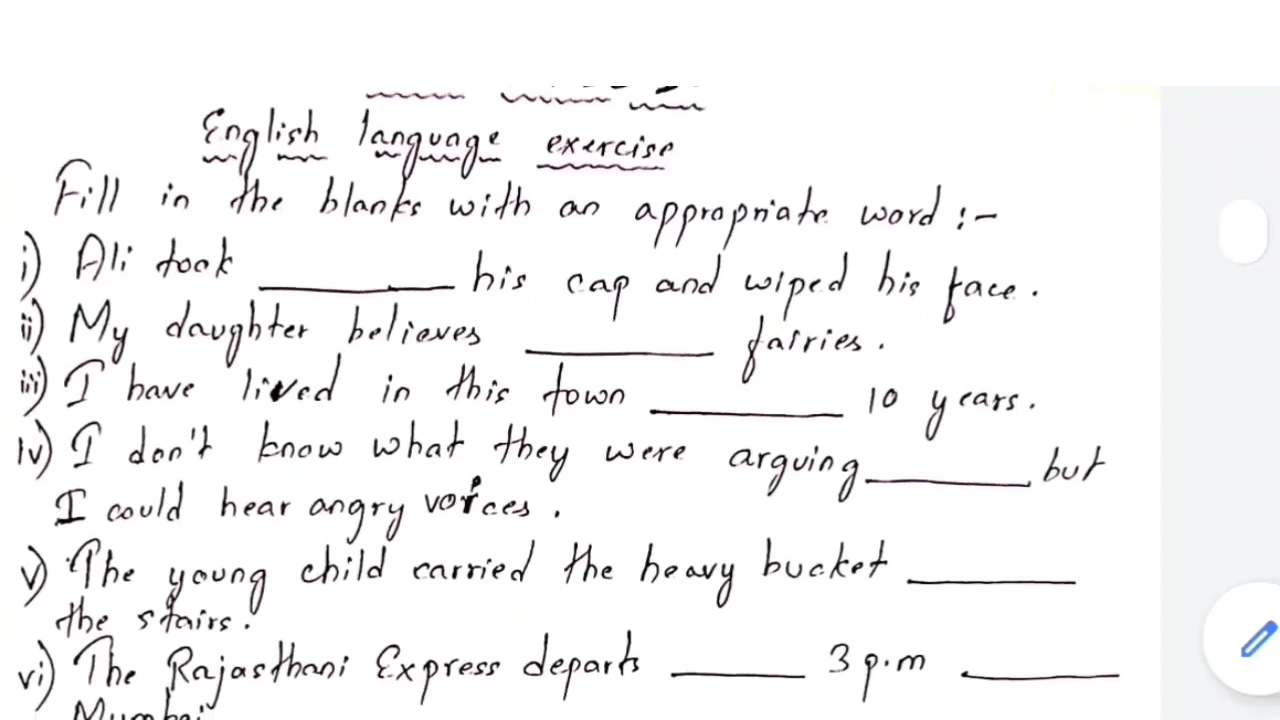 English language exercise
Fill in the blanks with an appropriate word :-
i) Ali took ________ his cap and wiped his face.
ii) My daughter believes ________ fairies.
iii) I have lived in this town ________ 10 years.
iv) I don't know what they were arguing ________ but
I could hear angry voices.
v) The young child carried the heavy bucket ________
the stairs.
vi) The Rajasthani Express departs ______ 3 p.m ______
Mumbai